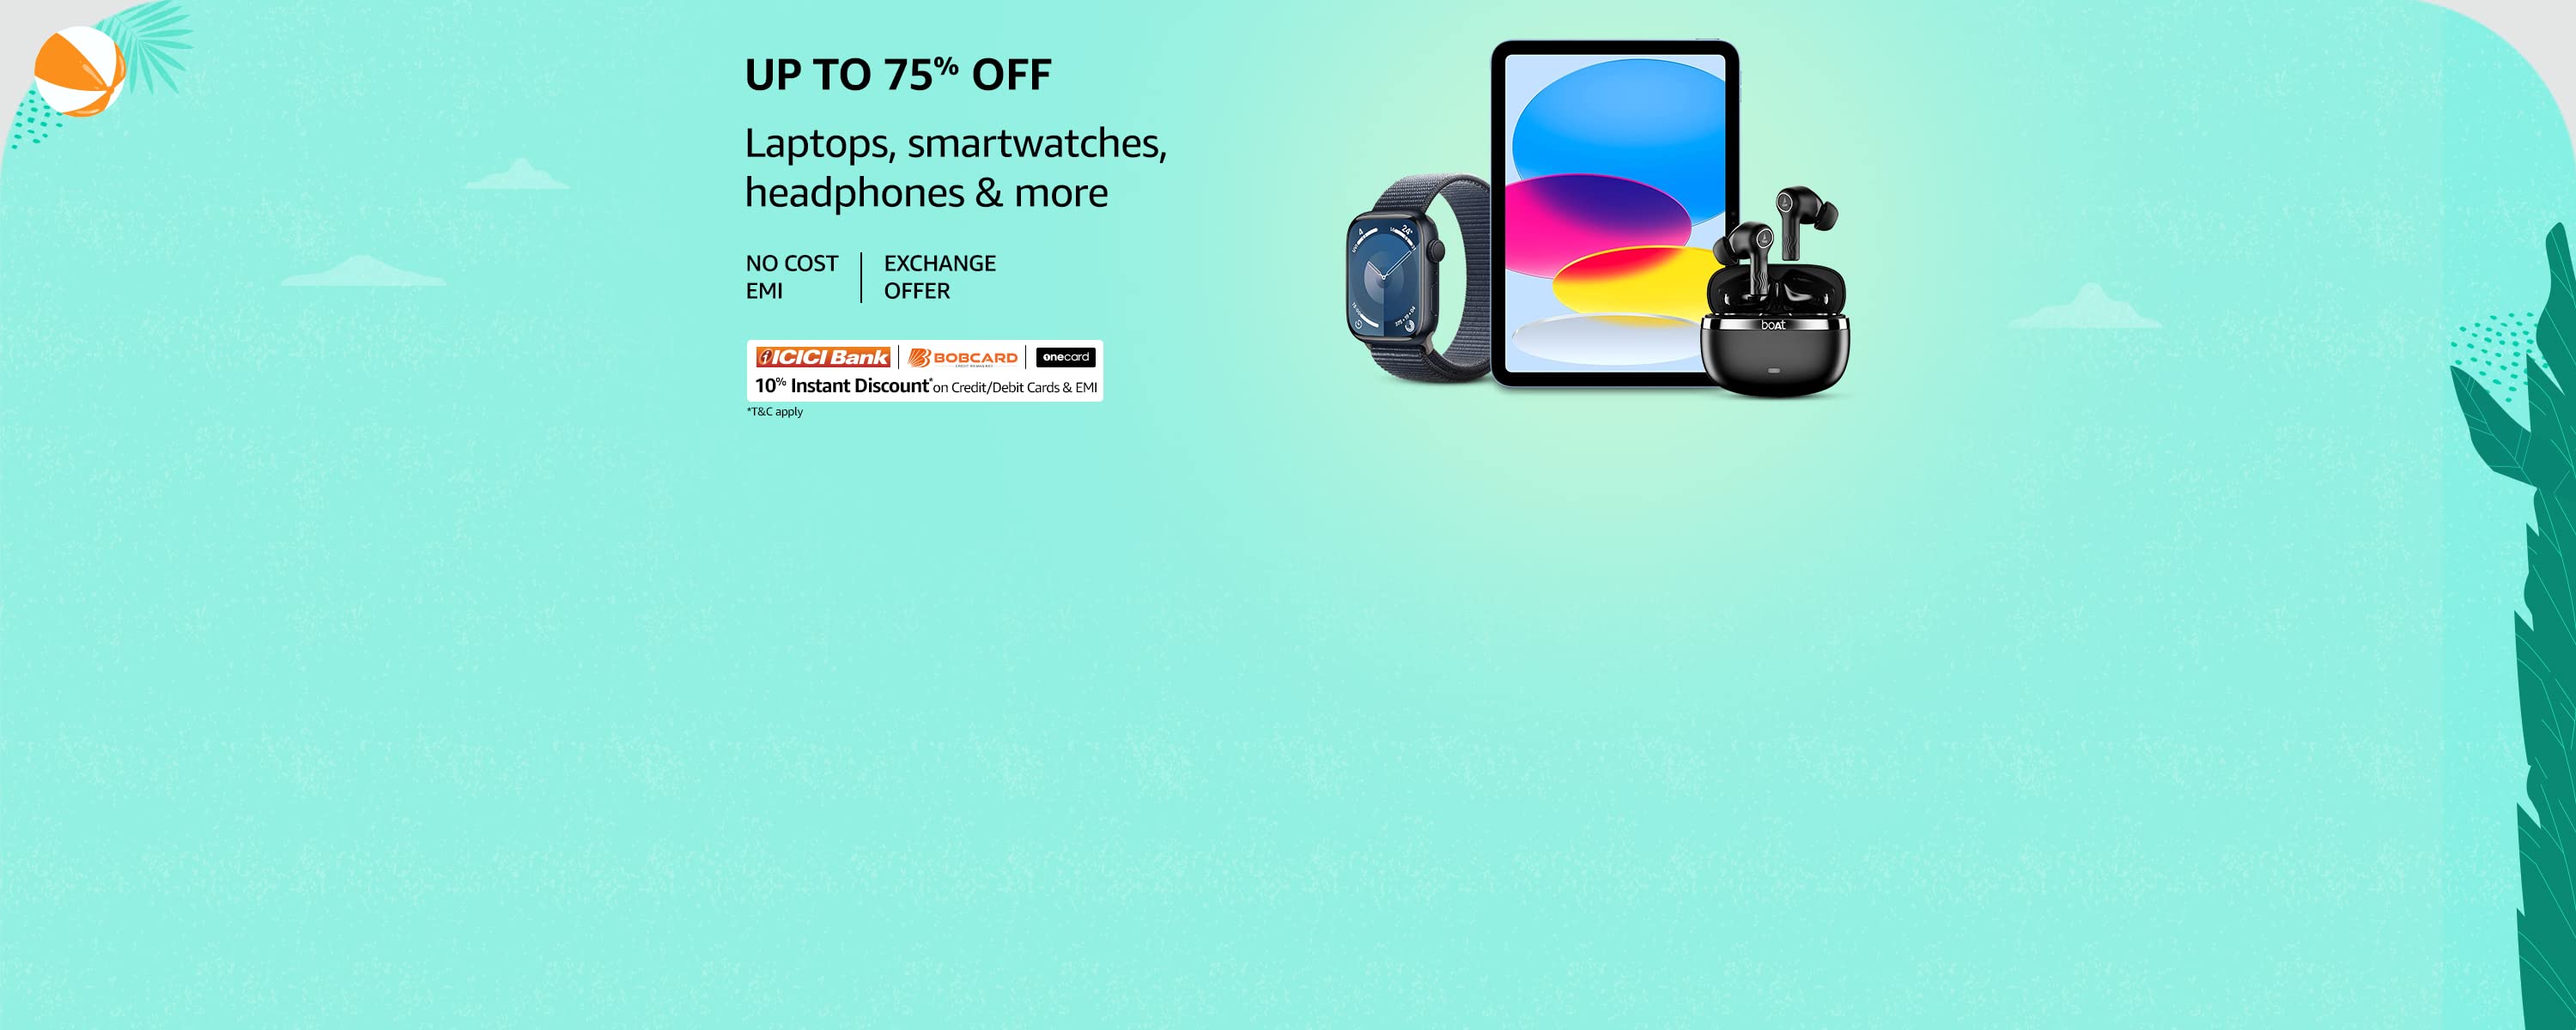 UP TO 75% OFF
Laptops, smartwatches,
headphones & more
NO COST
EMI
EXCHANGE
OFFER
ICICI Bank
BOBCARD
onecard
10% Instant Discount* on Credit/Debit Cards & EMI
*T&C apply
boAt